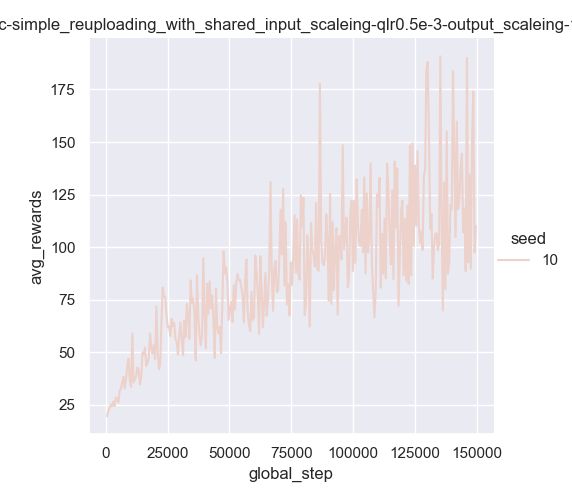 c-simple_reuploading_with_shared_input_scaleing-qlr0.5e-3-output_scaleing-
175
150
125
100
75
50
25
avg_rewards
0 25000 50000 75000 100000 125000 150000
global_step
seed
10